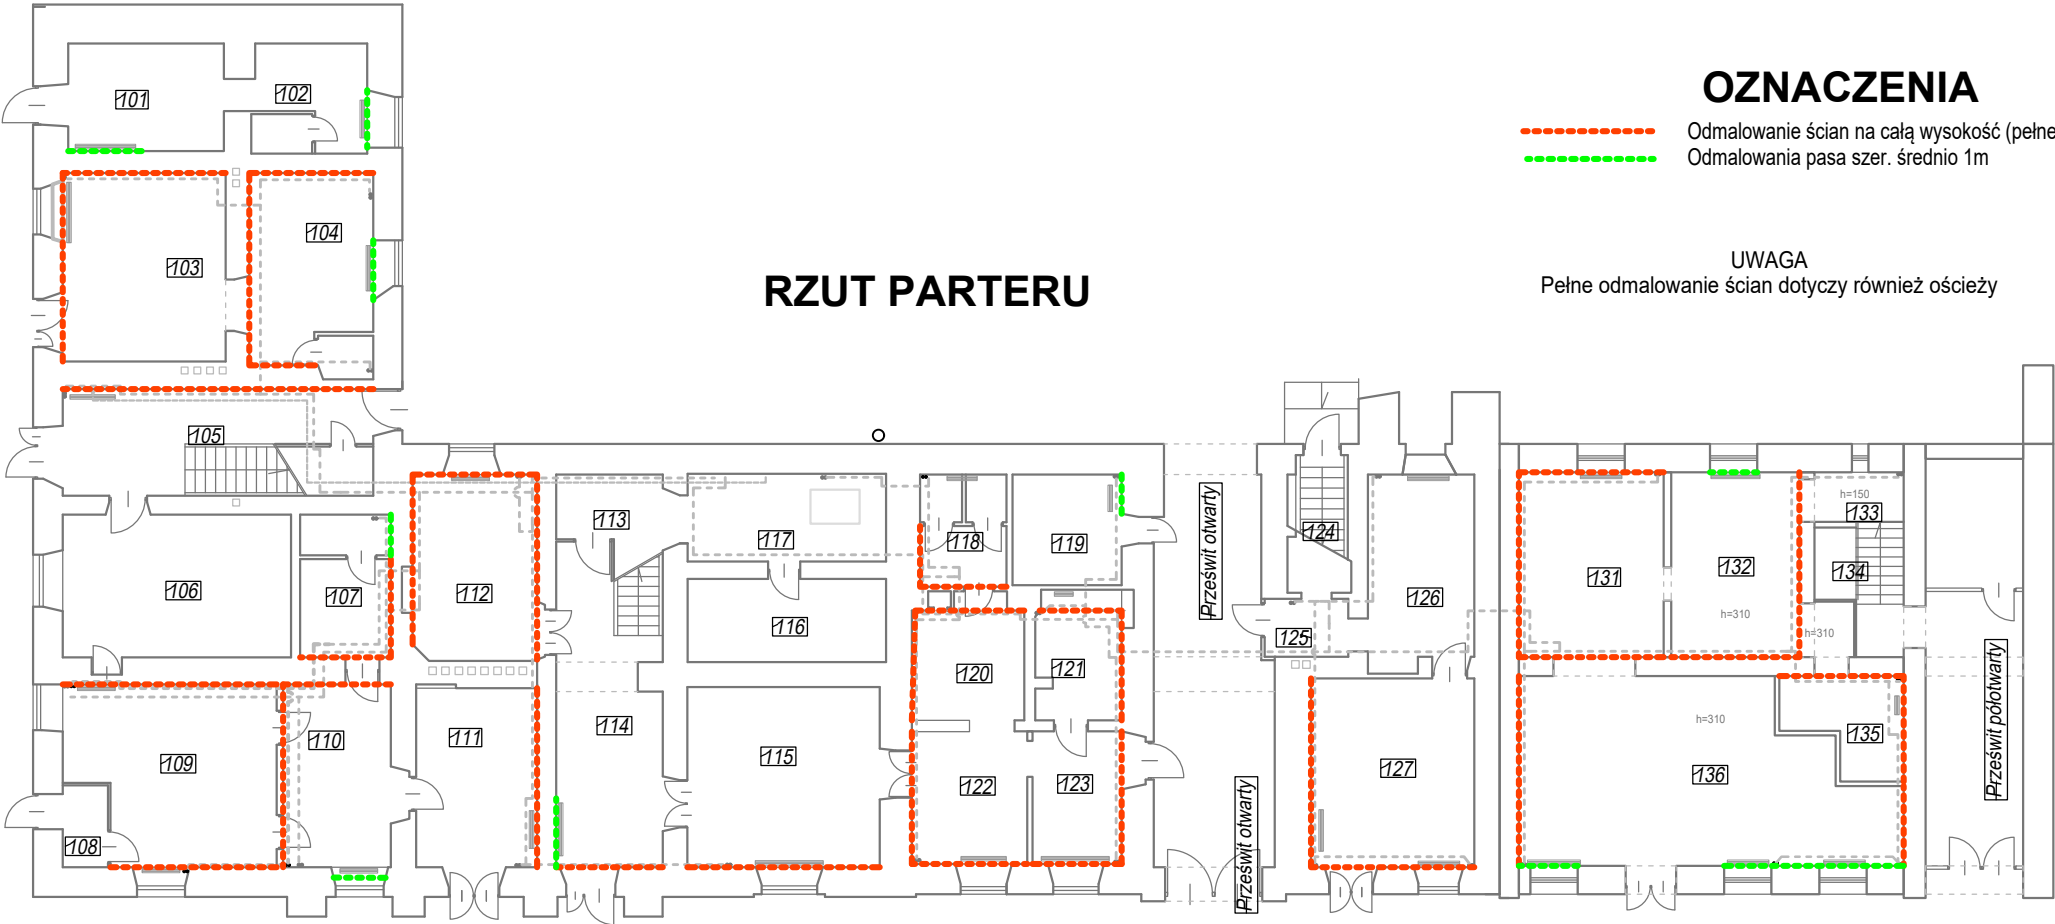 OZNACZENIA
Odmalowanie ścian na całą wysokość (pełne
Odmalowania pasa szer. średnio 1m
UWAGA
Pełne odmalowanie ścian dotyczy również ościeży
RZUT PARTERU
101
102
103
104
105
106
107
108
109
110
111
112
113
114
115
116
117
118
119
120
121
122
123
Prześwit otwarty
Prześwit otwarty
124
125
126
127
131
132
h=310
h=150
133
134
h=310
135
h=310
136
Prześwit półotwarty